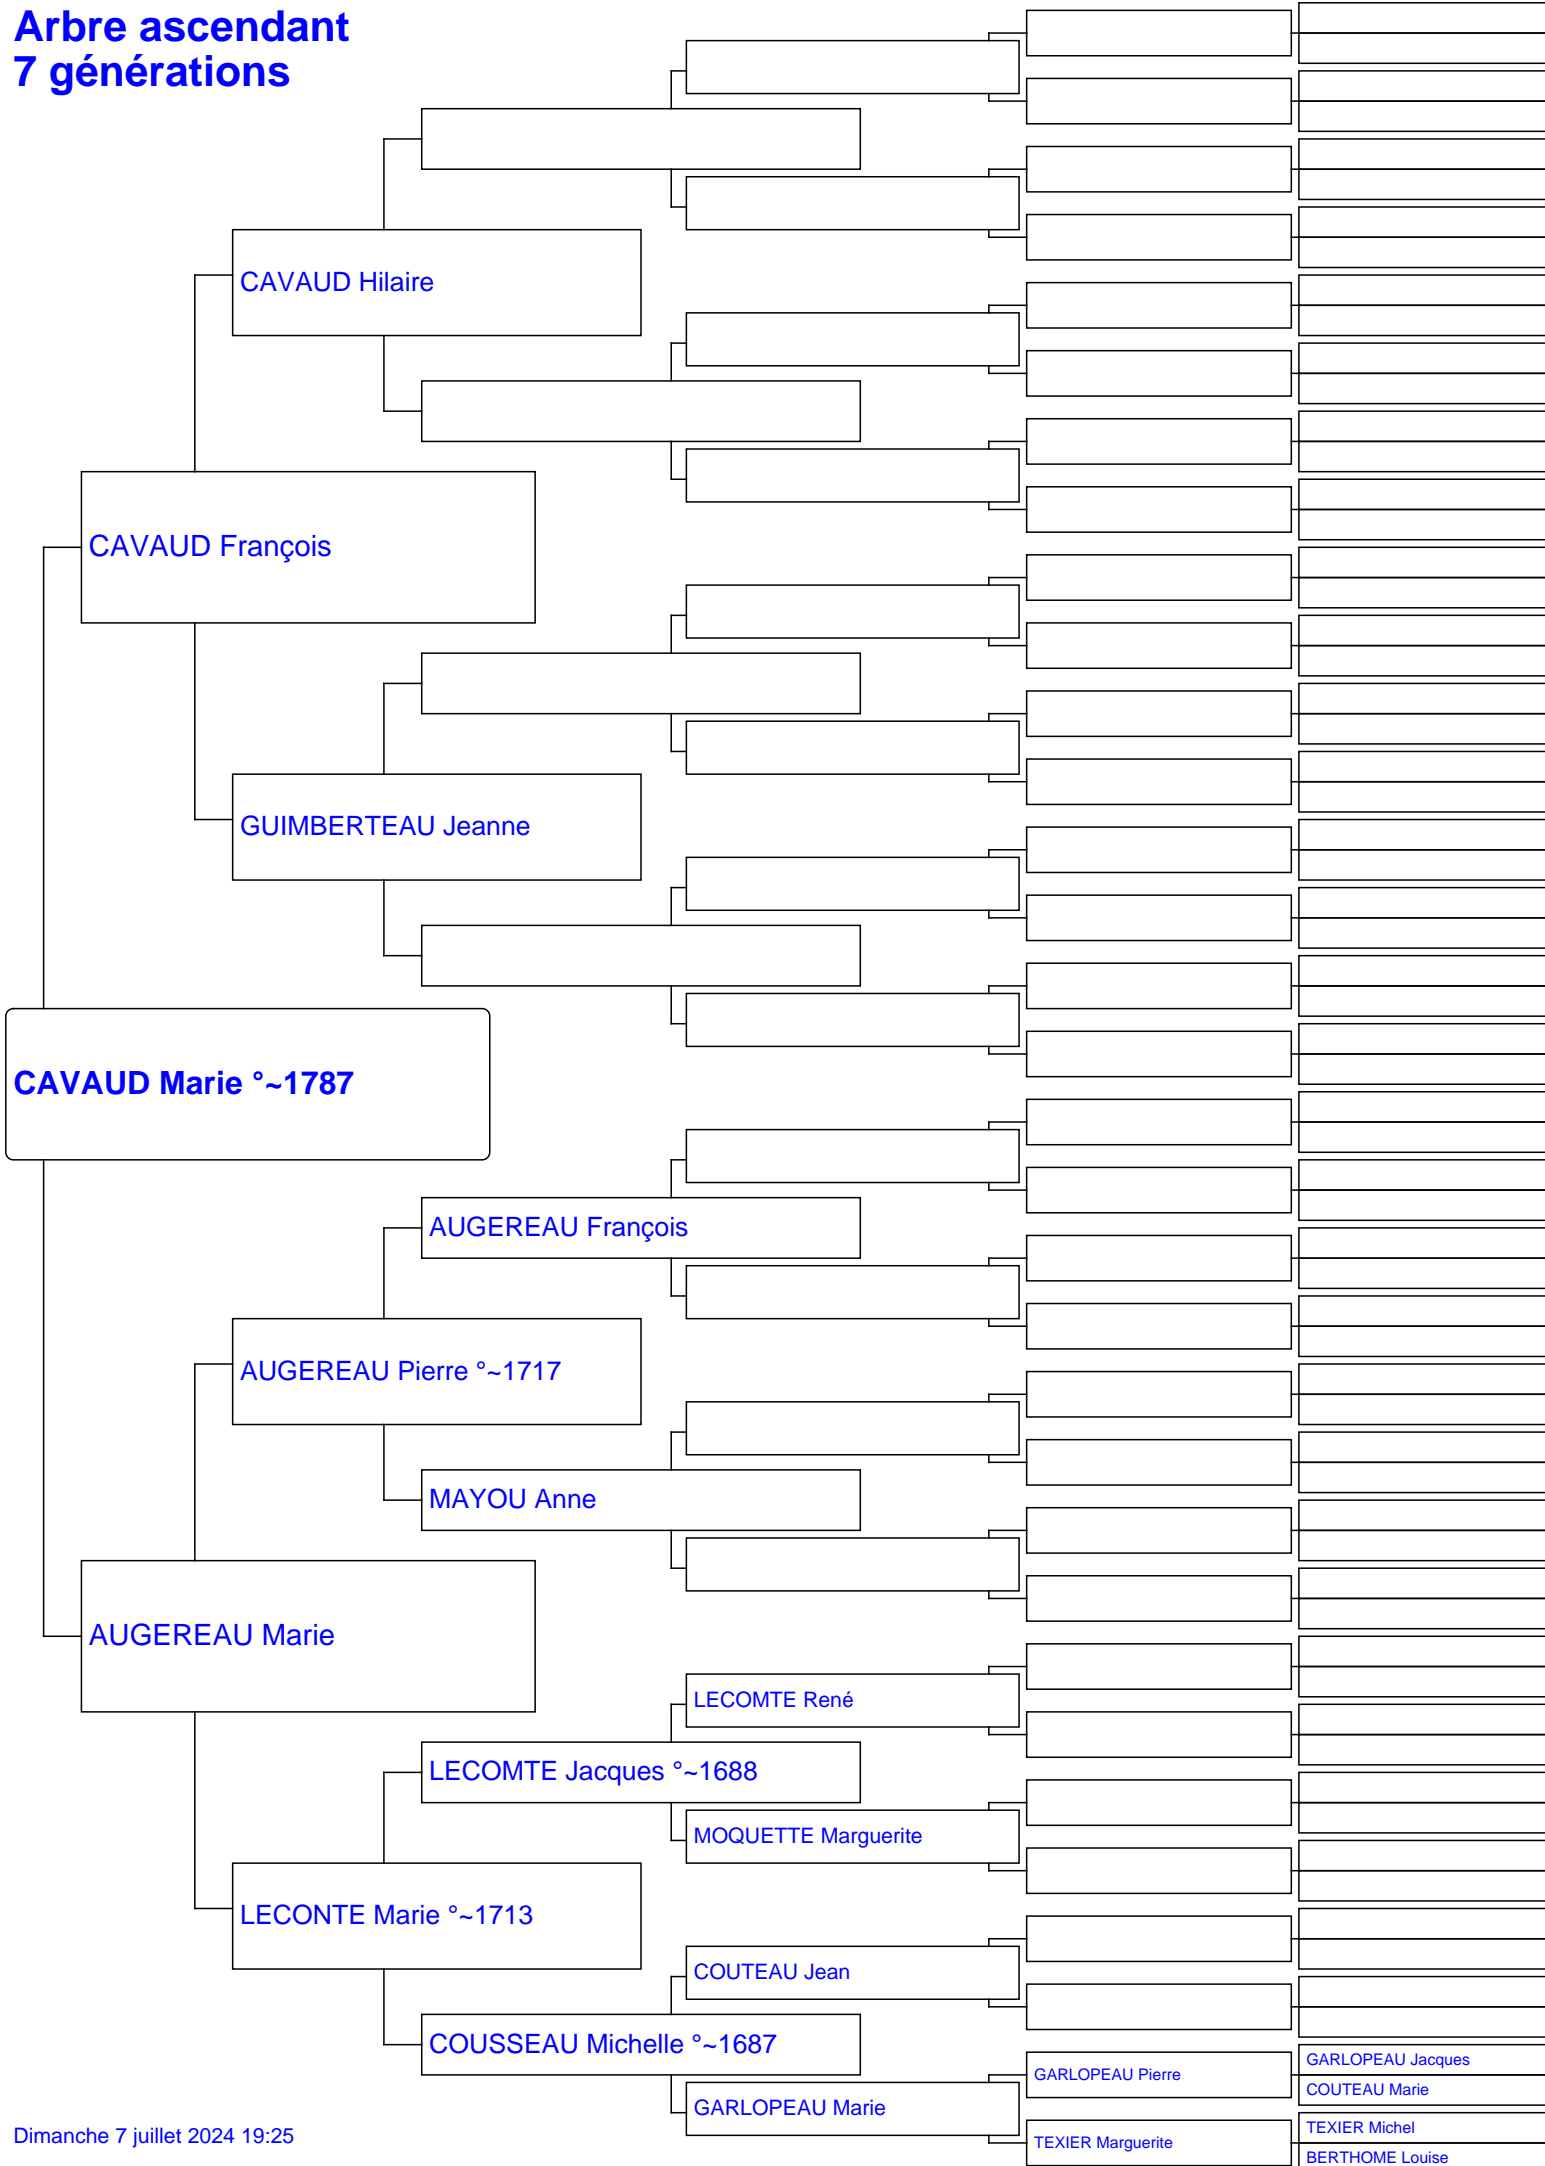 Arbre ascendant
7 générations
CAVAUD Hilaire
CAVAUD François
GUIMBERTEAU Jeanne
CAVAUD Marie °~1787
AUGEREAU François
AUGEREAU Pierre °~1717
MAYOU Anne
AUGEREAU Marie
LECOMTE René
LECOMTE Jacques °~1688
MOQUETTE Marguerite
LECONTE Marie °~1713
COUTEAU Jean
COUSSEAU Michelle °~1687
GARLOPEAU Jacques
GARLOPEAU Pierre
COUTEAU Marie
GARLOPEAU Marie
TEXIER Michel
TEXIER Marguerite
BERTHOME Louise
Dimanche 7 juillet 2024 19:25